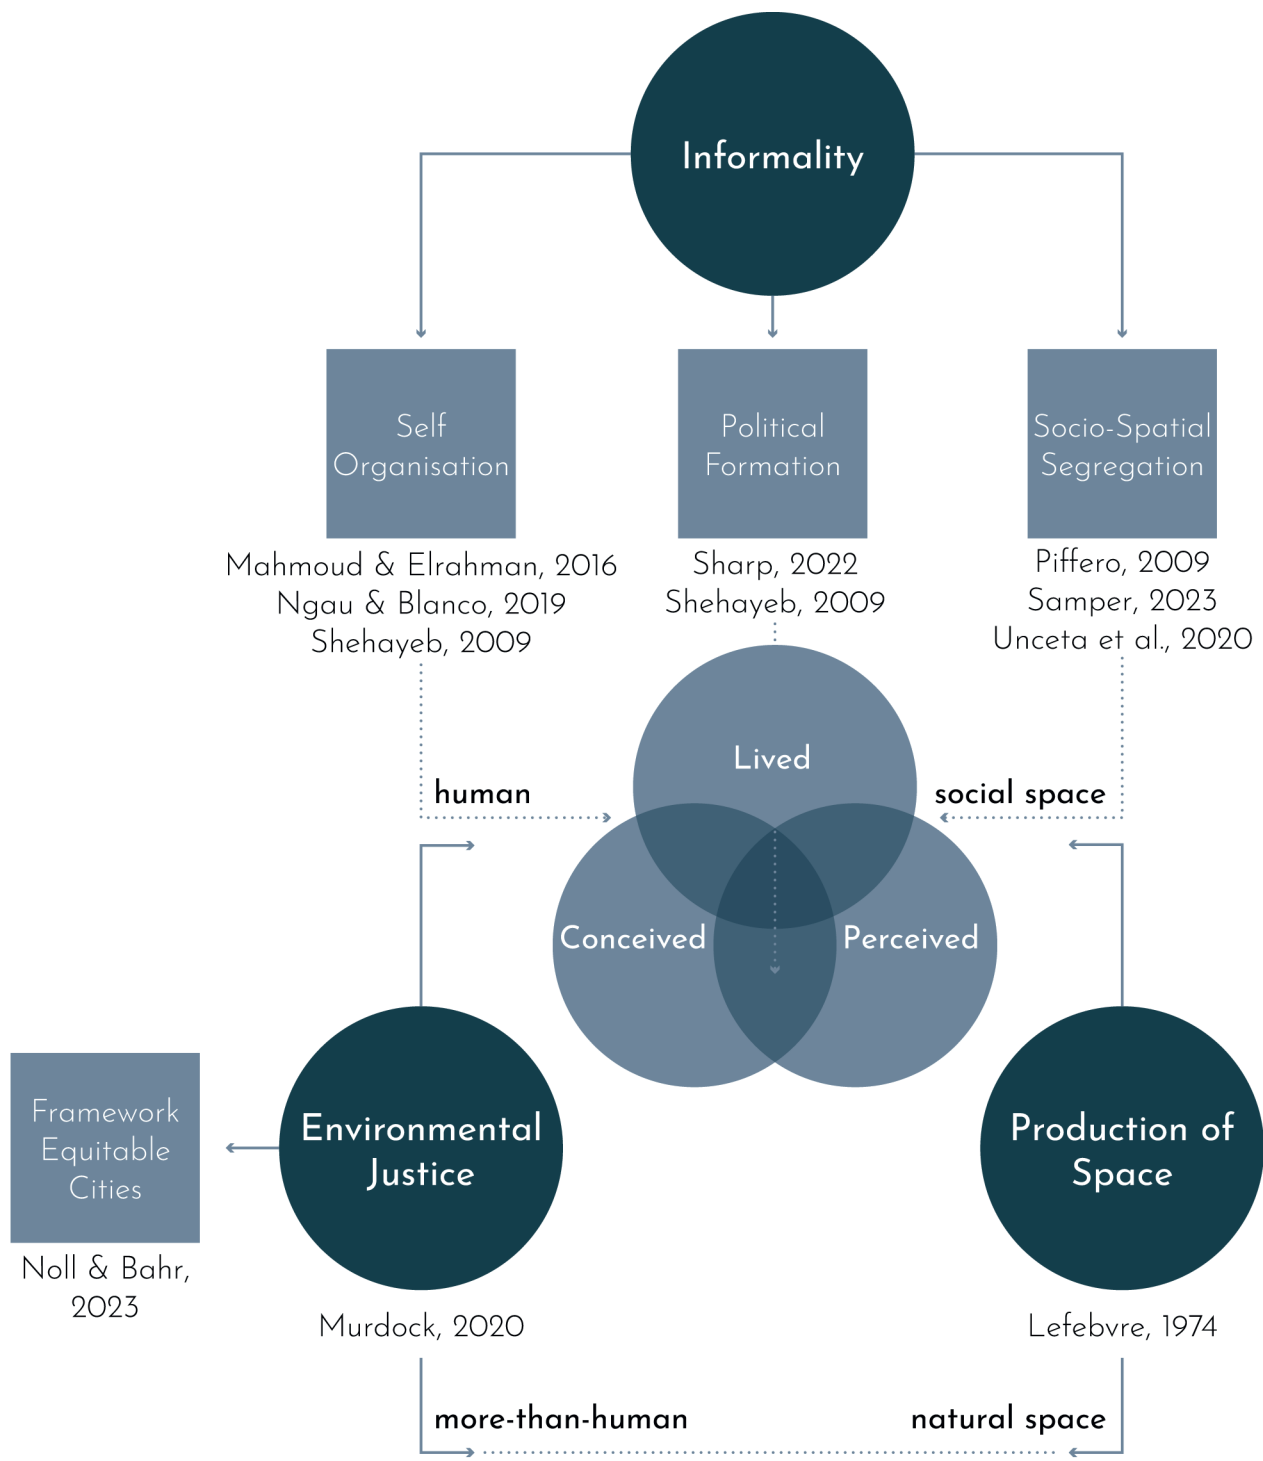 Informality
Self
Organisation
Political
Formation
Socio-Spatial
Segregation
Mahmoud & Elrahman, 2016
Ngau & Blanco, 2019
Shehayeb, 2009
Sharp, 2022
Shehayeb, 2009
Piffero, 2009
Samper, 2023
Unceta et al., 2020
Lived
human
social space
Conceived
Perceived
Framework
Equitable
Cities
Noll & Bahr,
2023
Environmental
Justice
Murdock, 2020
Production of
Space
Lefebvre, 1974
more-than-human
natural space